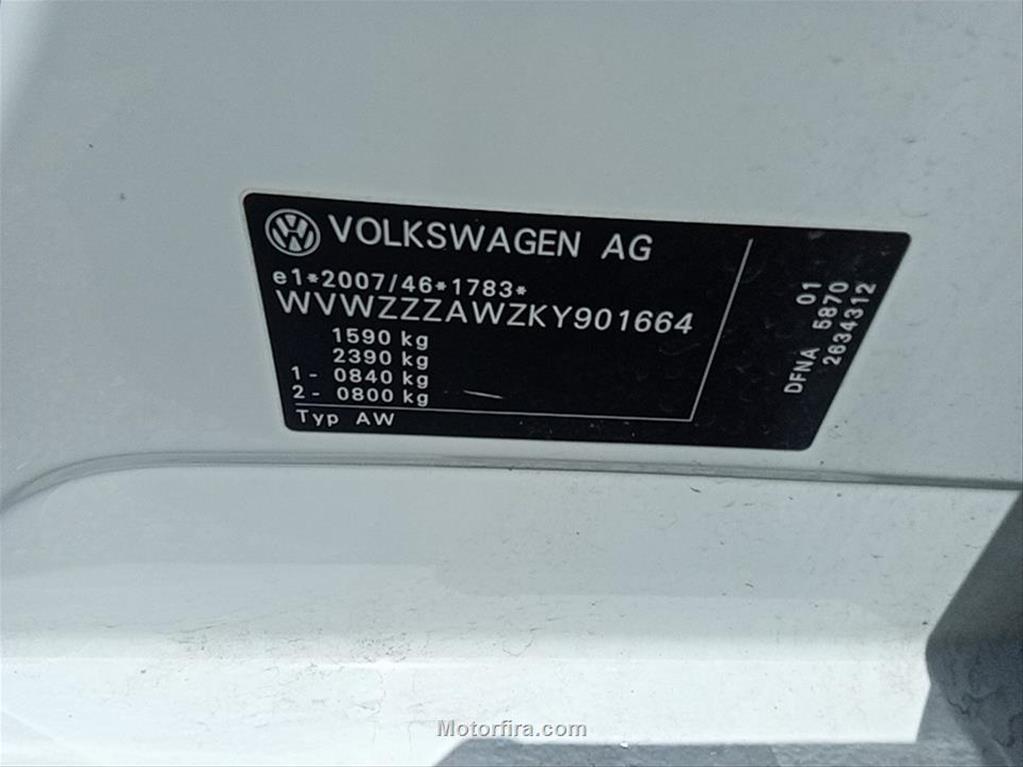 VOLKSWAGEN AG
e1*2007/46*1783*
WVWZZZAWZKY901664
1590 kg
2390 kg
1 - 0840 kg
2 - 0800 kg
Typ AW
01
DFNA 5870
2634312
Motorfira.com